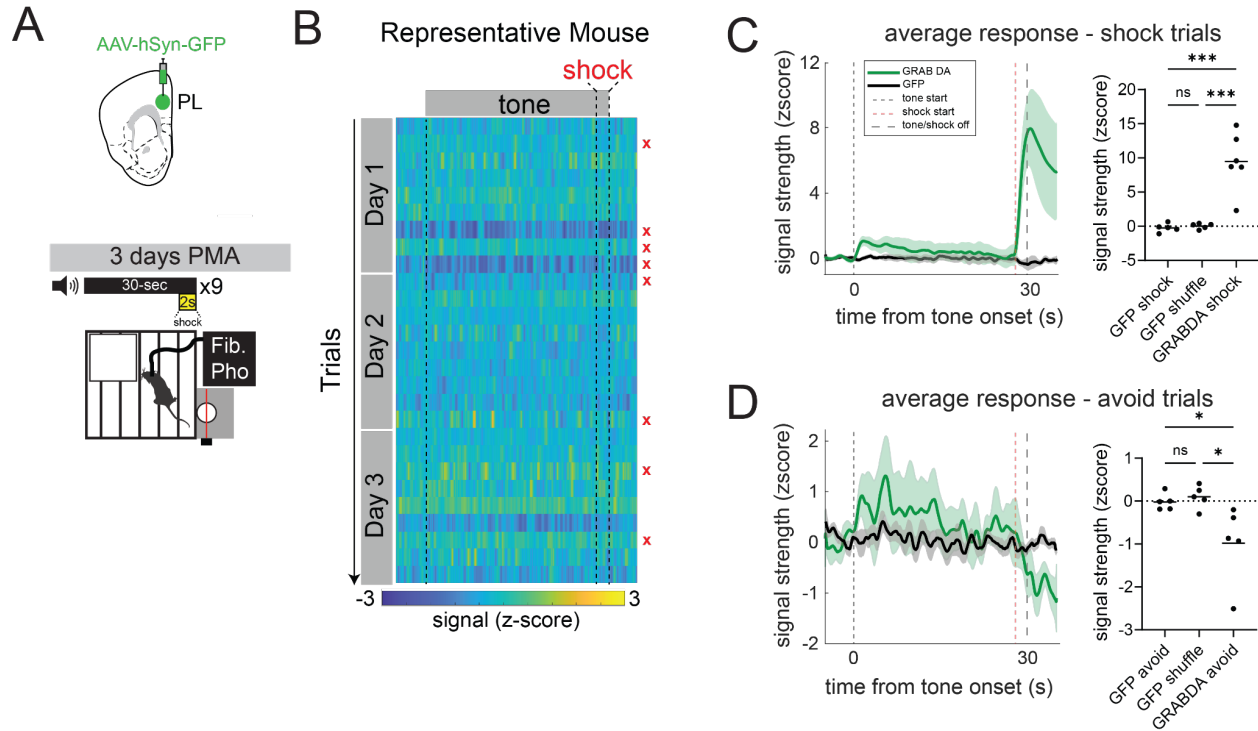 A
AAV-hSyn-GFP
PL
3 days PMA
30-sec
x9
2s
shock
Fib.
Pho
B
Representative Mouse
shock
tone
Trials
Day 1
Day 2
Day 3
x
x
x
x
x
x
x
x
-3
3
signal (z-score)
C
average response - shock trials
signal strength (zscore)
12
8
4
0
GRAB DA
GFP
tone start
shock start
tone/shock off
0
30
time from tone onset (s)
***
ns
***
signal strength (zscore)
20
15
10
5
0
-5
GFP shock
GFP shuffle
GRABDA shock
D
average response - avoid trials
signal strength (zscore)
2
1
0
-1
-2
0
30
time from tone onset (s)
*
ns
*
signal strength (zscore)
1
0
-1
-2
-3
GFP avoid
GFP shuffle
GRABDA avoid